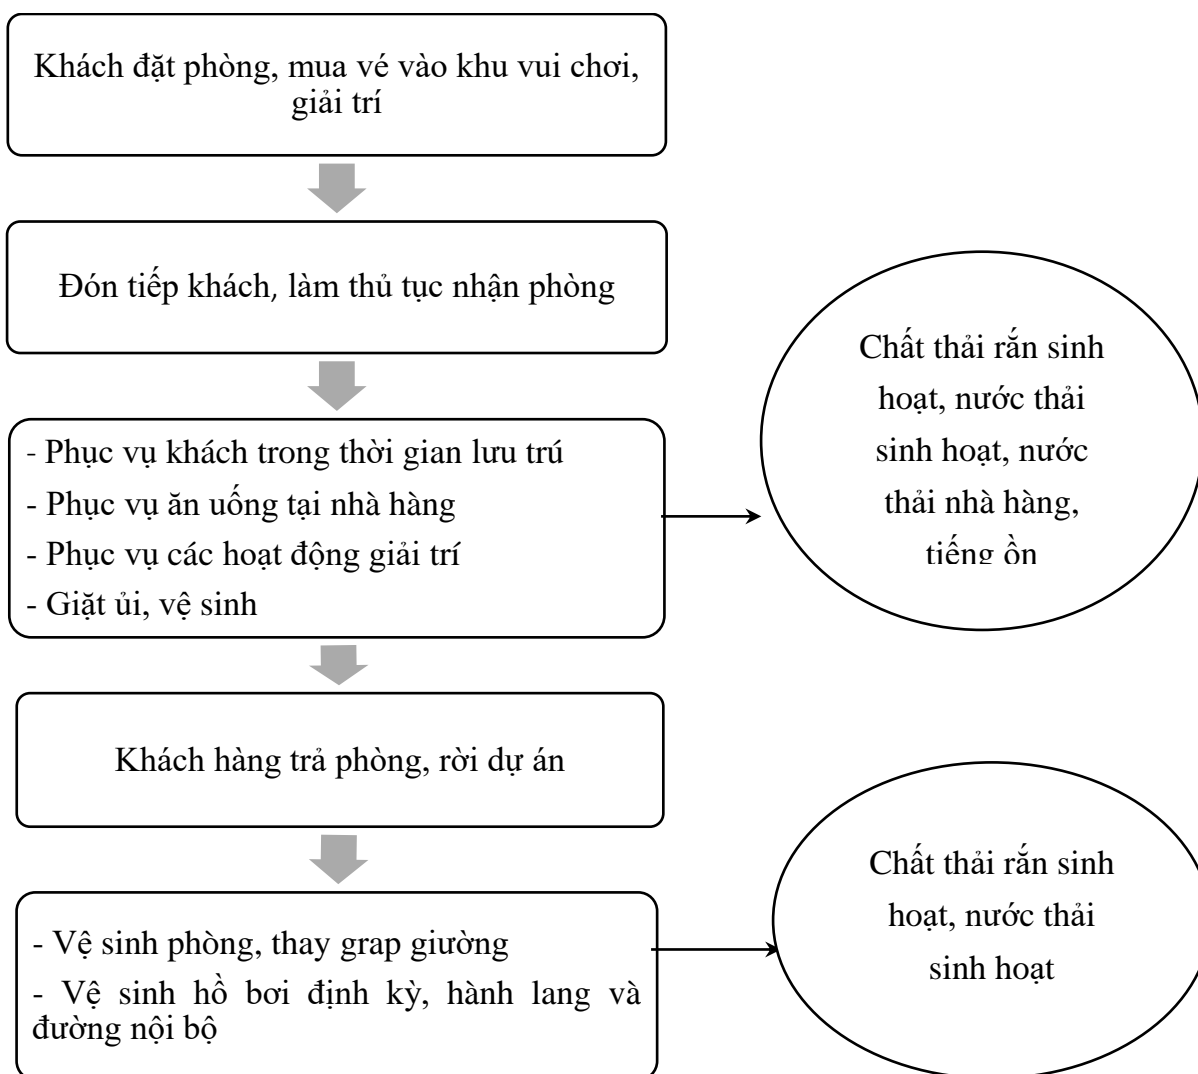 Khách đặt phòng, mua vé vào khu vui chơi,
giải trí
Đón tiếp khách, làm thủ tục nhận phòng
- Phục vụ khách trong thời gian lưu trú
- Phục vụ ăn uống tại nhà hàng
- Phục vụ các hoạt động giải trí
- Giặt ủi, vệ sinh
Chất thải rắn sinh
hoạt, nước thải
sinh hoạt, nước
thải nhà hàng,
tiếng ồn
Khách hàng trả phòng, rời dự án
- Vệ sinh phòng, thay grap giường
- Vệ sinh hồ bơi định kỳ, hành lang và
đường nội bộ
Chất thải rắn sinh
hoạt, nước thải
sinh hoạt